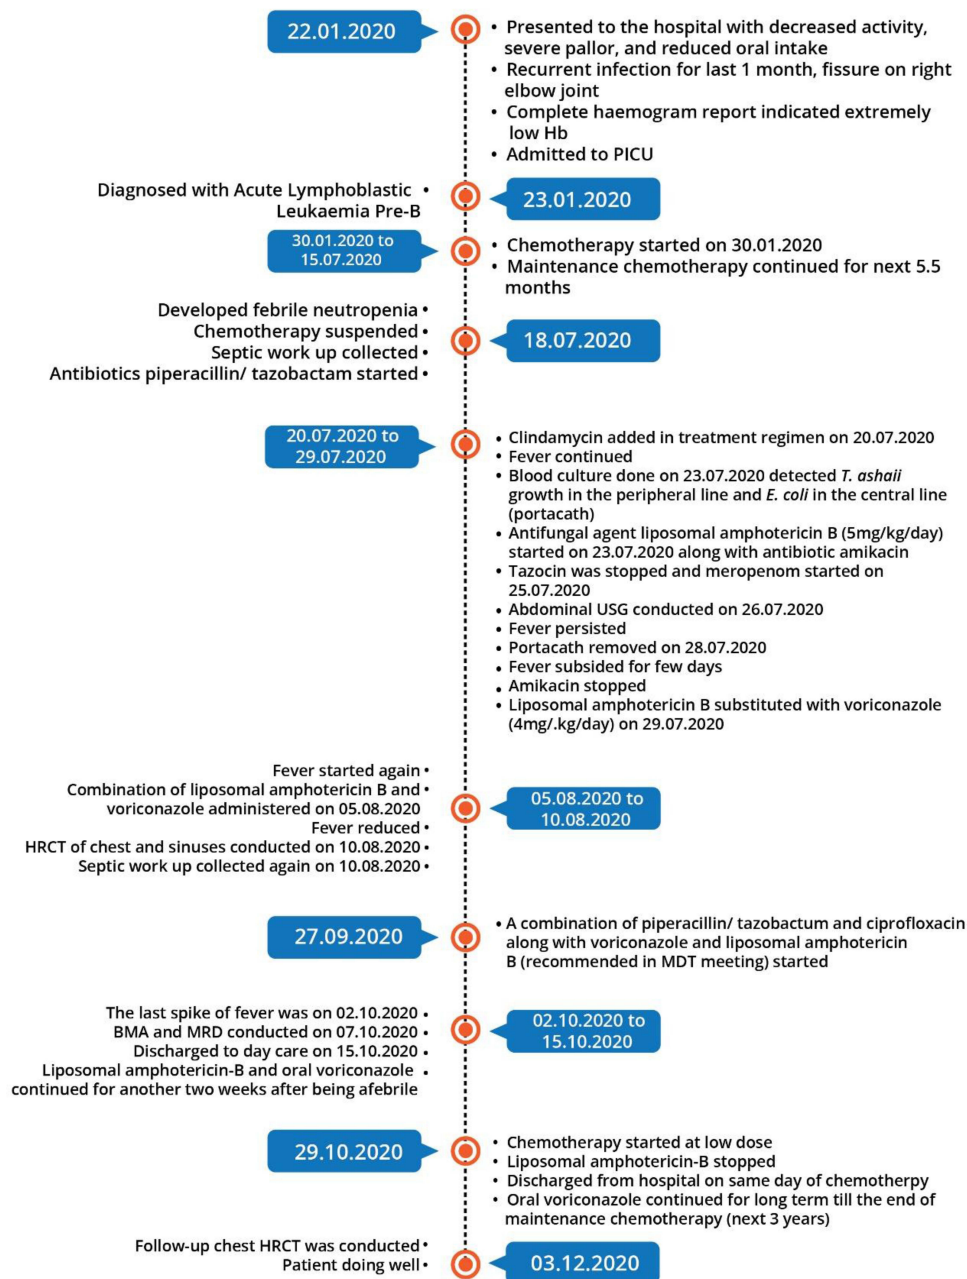 22.01.2020
• Presented to the hospital with decreased activity,
severe pallor, and reduced oral intake
• Recurrent infection for last 1 month, fissure on right
elbow joint
• Complete haemogram report indicated extremely
low Hb
• Admitted to PICU
Diagnosed with Acute Lymphoblastic •
Leukaemia Pre-B
23.01.2020
30.01.2020 to
15.07.2020
• Chemotherapy started on 30.01.2020
• Maintenance chemotherapy continued for next 5.5
months
Developed febrile neutropenia •
Chemotherapy suspended •
Septic work up collected •
Antibiotics piperacillin/ tazobactam started •
18.07.2020
20.07.2020 to
29.07.2020
• Clindamycin added in treatment regimen on 20.07.2020
• Fever continued
• Blood culture done on 23.07.2020 detected T. ashaii
growth in the peripheral line and E. coli in the central line
(portacath)
• Antifungal agent liposomal amphotericin B (5mg/kg/day)
started on 23.07.2020 along with antibiotic amikacin
• Tazocin was stopped and meropenom started on
25.07.2020
• Abdominal USG conducted on 26.07.2020
• Fever persisted
• Portacath removed on 28.07.2020
• Fever subsided for few days
• Amikacin stopped
• Liposomal amphotericin B substituted with voriconazole
(4mg/.kg/day) on 29.07.2020
Fever started again •
Combination of liposomal amphotericin B and •
voriconazole administered on 05.08.2020
Fever reduced •
HRCT of chest and sinuses conducted on 10.08.2020 •
Septic work up collected again on 10.08.2020 •
05.08.2020 to
10.08.2020
27.09.2020
• A combination of piperacillin/ tazobactum and ciprofloxacin
along with voriconazole and liposomal amphotericin
B (recommended in MDT meeting) started
The last spike of fever was on 02.10.2020 •
BMA and MRD conducted on 07.10.2020 •
Discharged to day care on 15.10.2020 •
Liposomal amphotericin-B and oral voriconazole •
continued for another two weeks after being afebrile
02.10.2020 to
15.10.2020
29.10.2020
• Chemotherapy started at low dose
• Liposomal amphotericin-B stopped
• Discharged from hospital on same day of chemotherpy
• Oral voriconazole continued for long term till the end of
maintenance chemotherapy (next 3 years)
Follow-up chest HRCT was conducted •
Patient doing well •
03.12.2020